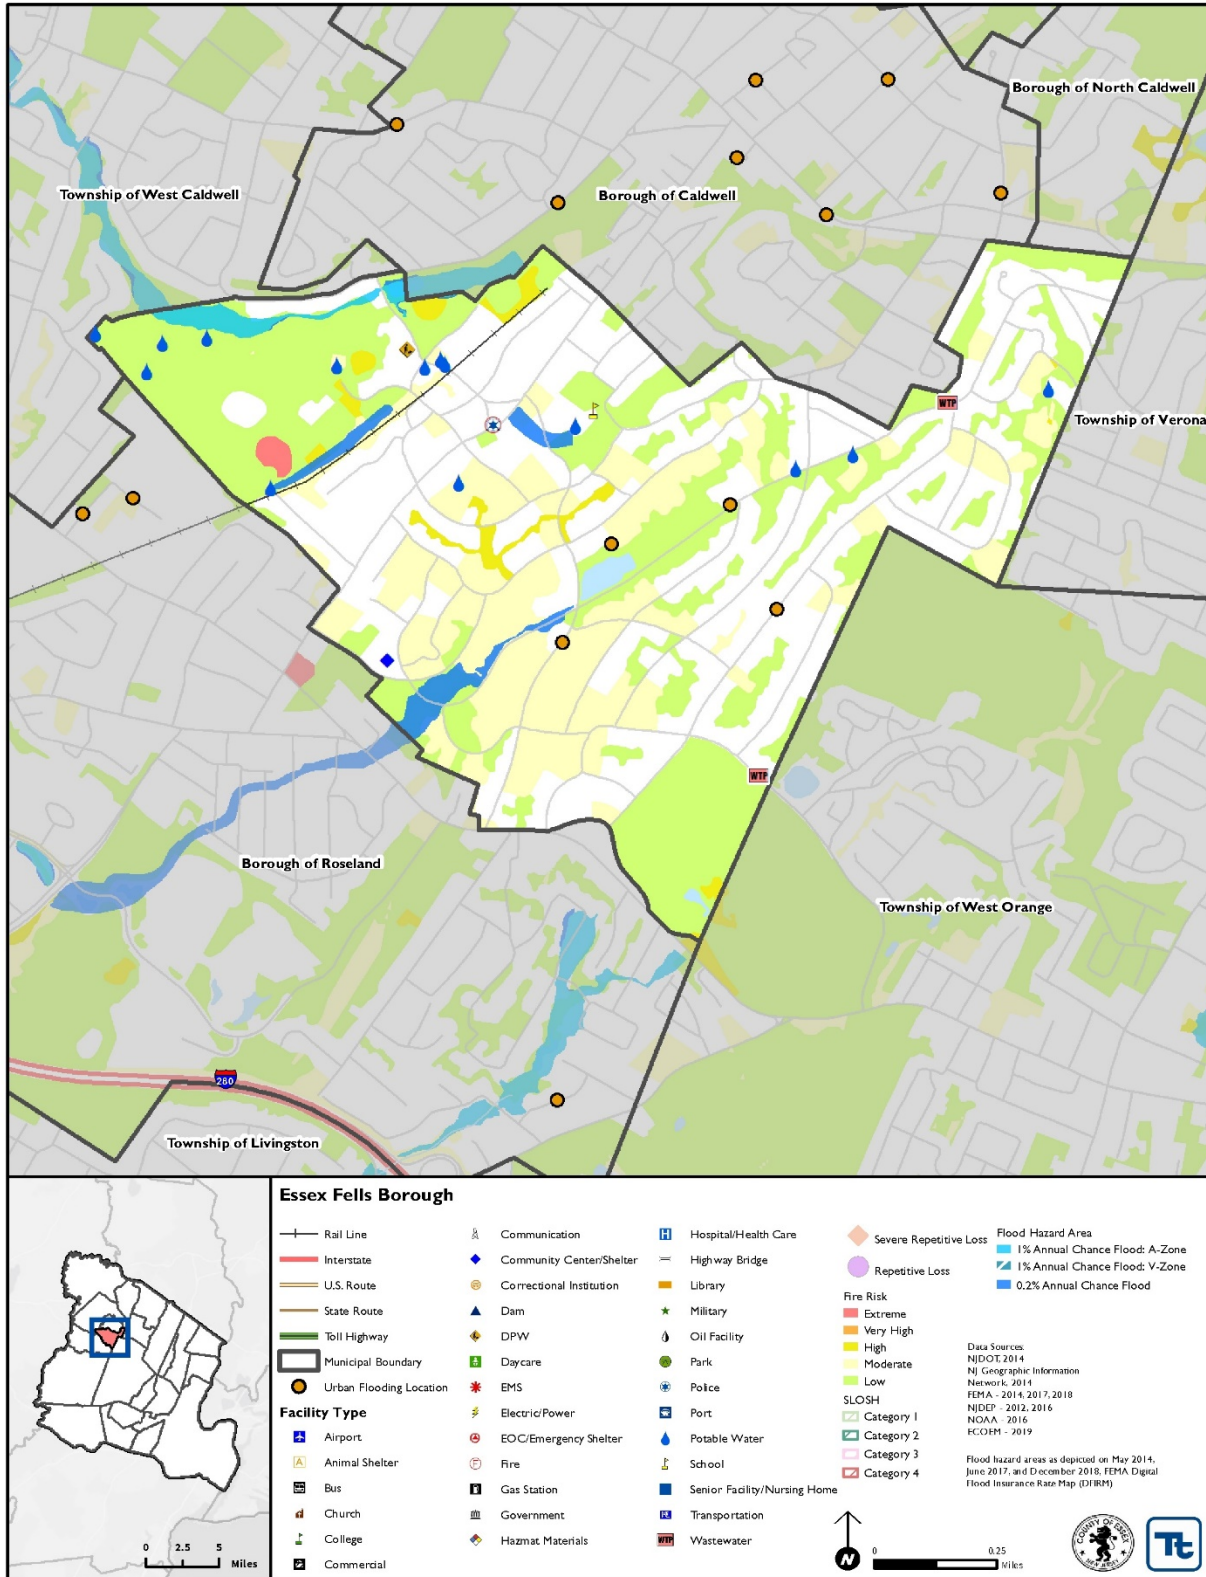 Borough of North Caldwell
Township of West Caldwell
Borough of Caldwell
WTP
Township of Verona
WTP
Borough of Roseland
Township of West Orange
280
Township of Livingston
Essex Fells Borough
Rail Line
Interstate
U.S. Route
State Route
Toll Highway
Municipal Boundary
Urban Flooding Location
Facility Type
Airport
A Animal Shelter
Bus
Church
College
Commercial
Communication
Community Center/Shelter
Correctional Institution
Dam
DPW
Daycare
EMS
Electric/Power
EOC/Emergency Shelter
F Fire
Gas Station
Government
Hazmat Materials
H Hospital/Health Care
Highway Bridge
Library
Military
Oil Facility
Park
Police
Port
Potable Water
School
Senior Facility/Nursing Home
Transportation
WTP Wastewater
Severe Repetitive Loss
Repetitive Loss
Fire Risk
Extreme
Very High
High
Moderate
Low
SLOSH
Category 1
Category 2
Category 3
Category 4
Flood Hazard Area
1% Annual Chance Flood: A-Zone
1% Annual Chance Flood: V-Zone
0.2% Annual Chance Flood
Data Sources:
NJDOT, 2014
NJ Geographic Information
Network, 2014
FEMA - 2014, 2017, 2018
NJDEP - 2012, 2016
NOAA - 2016
ECOEM - 2019
Flood hazard areas as depicted on May 2014,
June 2017, and December 2018, FEMA Digital
Flood Insurance Rate Map (DFIRM)
0 2.5 5
Miles
N
0 0.25
Miles
COUNTY OF ESSEX
NEW JERSEY
Tt